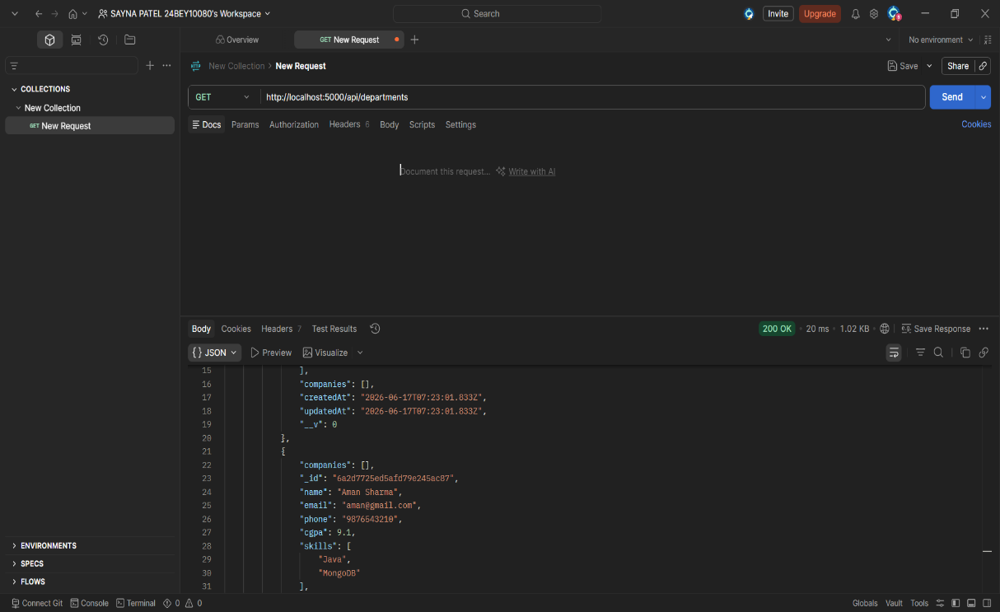 SAYNA PATEL 24BEY10080's Workspace
Search
Invite
Upgrade
Overview
GET New Request
No environment
New Collection > New Request
Save
Share
COLLECTIONS
New Collection
GET New Request
GET
http://localhost:5000/api/departments
Send
Docs
Params
Authorization
Headers 6
Body
Scripts
Settings
Cookies
Document this request...
Write with AI
Body
Cookies
Headers 7
Test Results
200 OK
20 ms
1.02 KB
e.g. Save Response
{} JSON
Preview
Visualize
15 ],
16 "companies": [],
17 "createdAt": "2026-06-17T07:23:01.833Z",
18 "updatedAt": "2026-06-17T07:23:01.833Z",
19 "__v": 0
20 },
21 {
22 "companies": [],
23 "_id": "6a2d7725ed5afd79e245ac87",
24 "name": "Aman Sharma",
25 "email": "aman@gmail.com",
26 "phone": "9876543210",
27 "cgpa": 9.1,
28 "skills": [
29 "Java",
30 "MongoDB"
31 ],
ENVIRONMENTS
SPECS
FLOWS
Connect Git
Console
Terminal
0
0
Globals
Vault
Tools